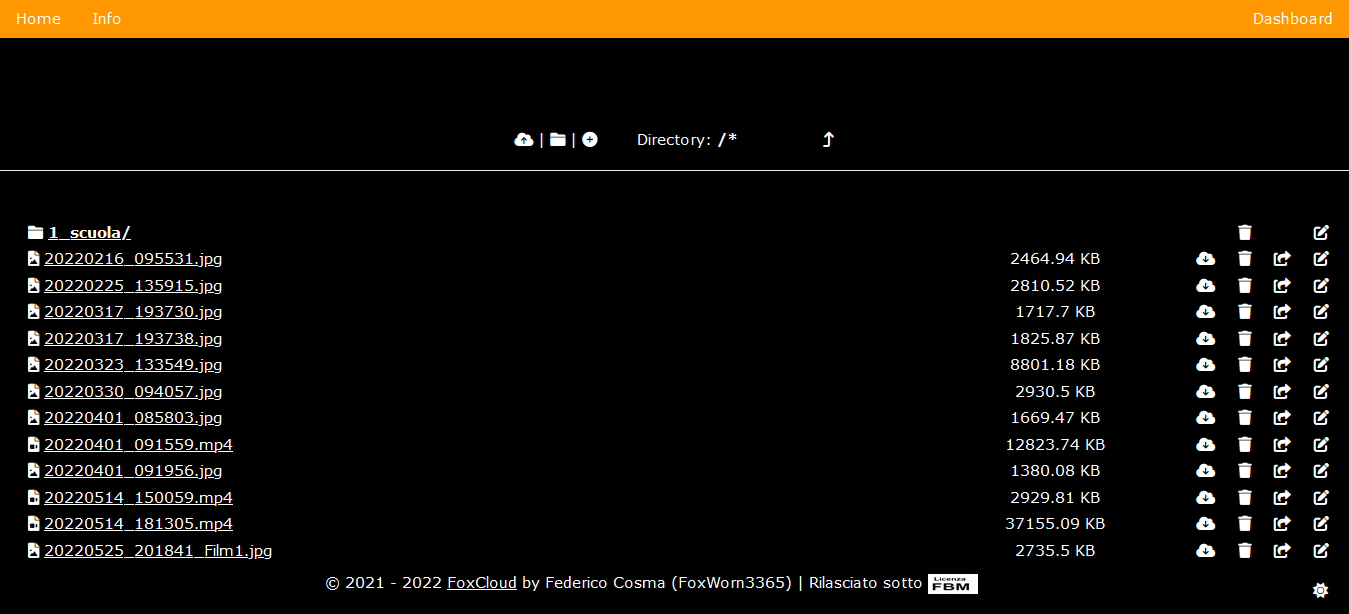 Home Info Dashboard
| | Directory: /*
1_scuola/
20220216_095531.jpg 2464.94 KB
20220225_135915.jpg 2810.52 KB
20220317_193730.jpg 1717.7 KB
20220317_193738.jpg 1825.87 KB
20220323_133549.jpg 8801.18 KB
20220330_094057.jpg 2930.5 KB
20220401_085803.jpg 1669.47 KB
20220401_091559.mp4 12823.74 KB
20220401_091956.jpg 1380.08 KB
20220514_150059.mp4 2929.81 KB
20220514_181305.mp4 37155.09 KB
20220525_201841_Film1.jpg 2735.5 KB
© 2021 - 2022 FoxCloud by Federico Cosma (FoxWorn3365) | Rilasciato sotto Licenza FBM